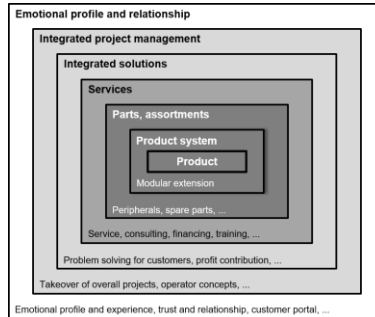 Emotional profile and relationship
Integrated project management
Integrated solutions
Services
Parts, assortments
Product system
Product
Modular extension
Peripherals, spare parts, ...
Service, consulting, financing, training, ...
Problem solving for customers, profit contribution, ...
Takeover of overall projects, operator concepts, ...
Emotional profile and experience, trust and relationship, customer portal, ...